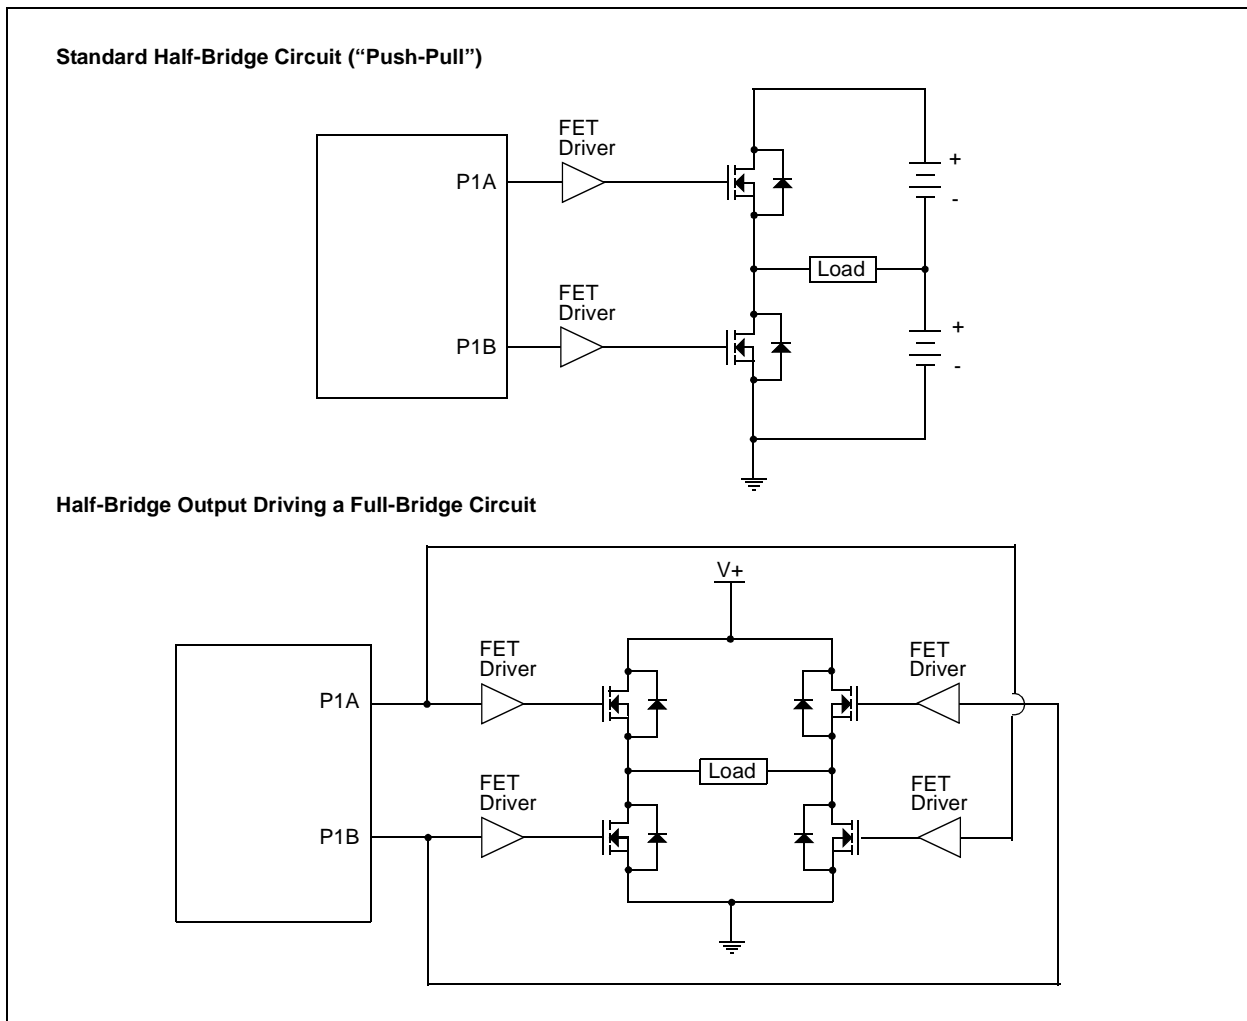 Standard Half-Bridge Circuit (“Push-Pull”)
FET
Driver
P1A
+
-
Load
FET
Driver
P1B
+
-
Half-Bridge Output Driving a Full-Bridge Circuit
V+
FET
Driver
FET
Driver
P1A
Load
FET
Driver
FET
Driver
P1B